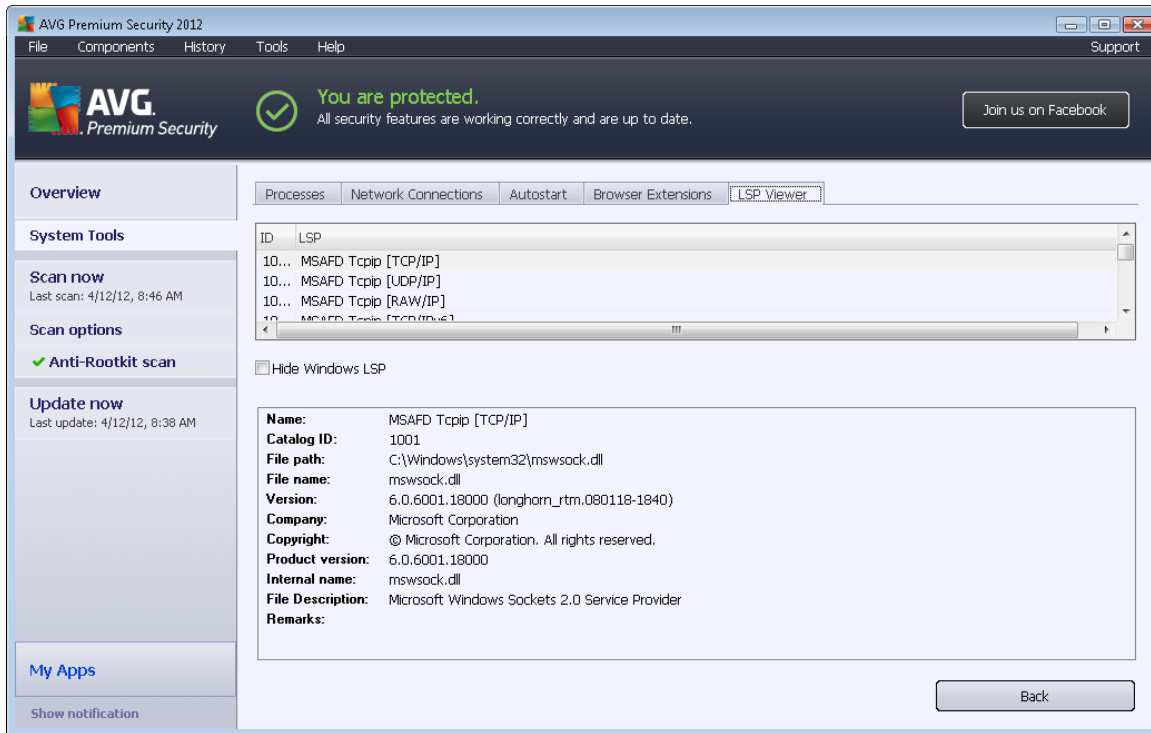 AVG Premium Security 2012
File Components History Tools Help Support
AVG.
Premium Security
You are protected.
All security features are working correctly and are up to date.
Join us on Facebook
Overview
System Tools
Scan now
Last scan: 4/12/12, 8:46 AM
Scan options
Anti-Rootkit scan
Update now
Last update: 4/12/12, 8:38 AM
My Apps
Show notification
Processes Network Connections Autostart Browser Extensions LSP Viewer
ID LSP
10... MSAFD Tcpip [TCP/IP]
10... MSAFD Tcpip [UDP/IP]
10... MSAFD Tcpip [RAW/IP]
10... MSAFD Tcpip [TCP/IPv6]
Hide Windows LSP
Name: MSAFD Tcpip [TCP/IP]
Catalog ID: 1001
File path: C:\Windows\system32\mswsock.dll
File name: mswsock.dll
Version: 6.0.6001.18000 (longhorn_rtm.080118-1840)
Company: Microsoft Corporation
Copyright: © Microsoft Corporation. All rights reserved.
Product version: 6.0.6001.18000
Internal name: mswsock.dll
File Description: Microsoft Windows Sockets 2.0 Service Provider
Remarks:
Back